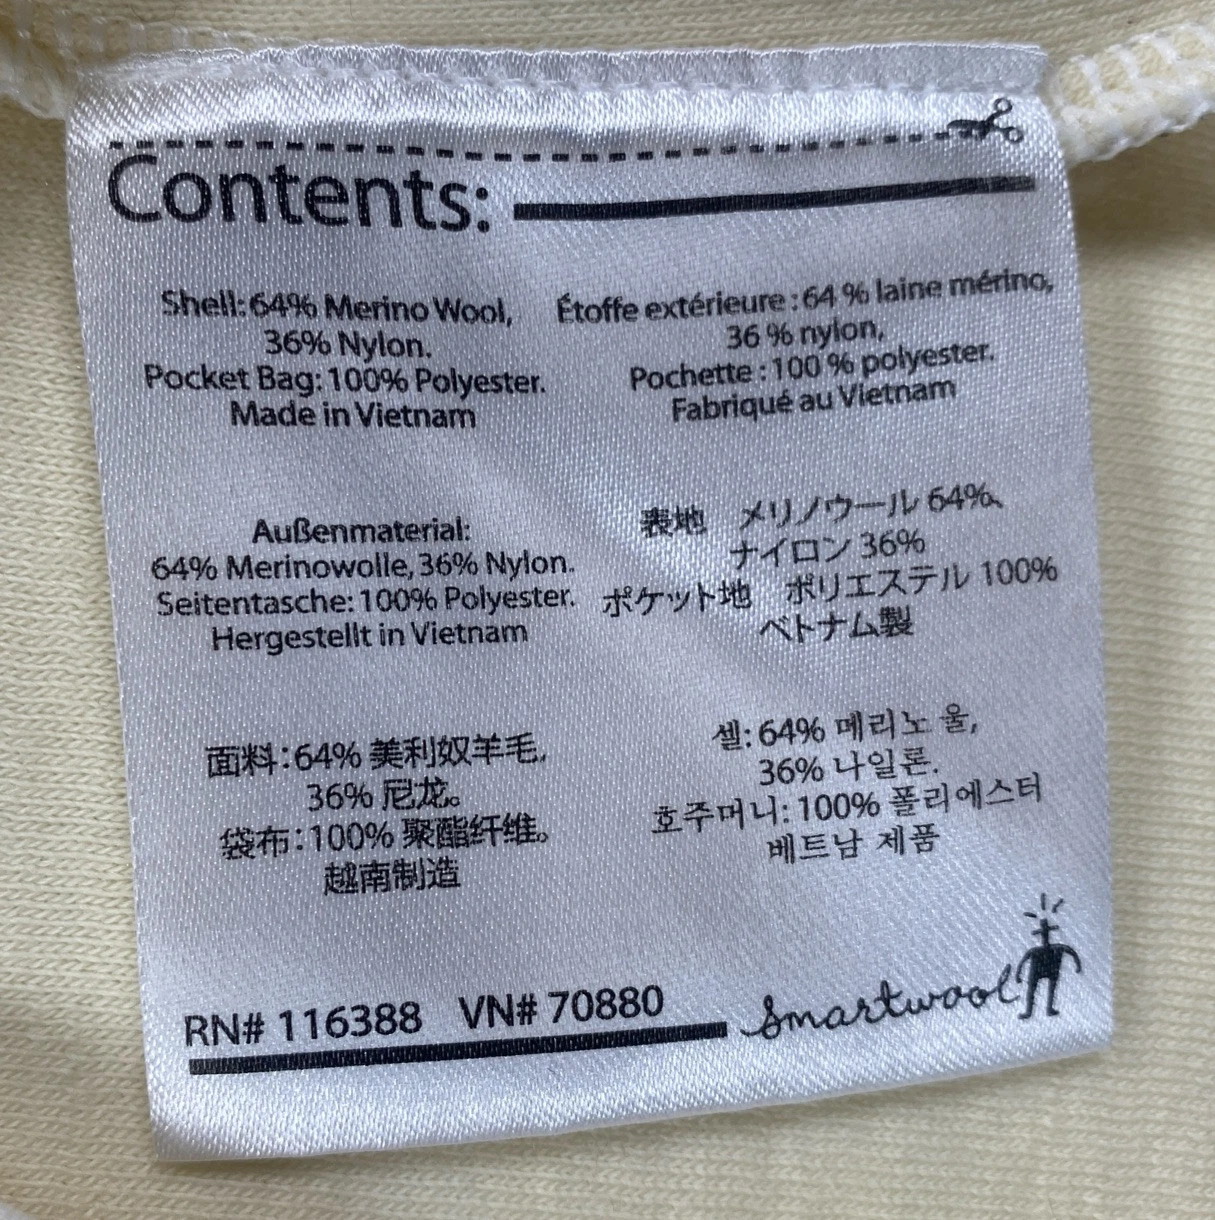 Contents:
Shell: 64% Merino Wool,
36% Nylon.
Pocket Bag: 100% Polyester.
Made in Vietnam
Étoffe extérieure : 64 % laine mérino,
36 % nylon,
Pochette : 100 % polyester.
Fabriqué au Vietnam
Außenmaterial:
64% Merinowolle, 36% Nylon.
Seitentasche: 100% Polyester.
Hergestellt in Vietnam
表地 メリノウール 64%、
ナイロン 36%
ポケット地 ポリエステル 100%
ベトナム製
面料：64% 美利奴羊毛,
36% 尼龙。
袋布：100% 聚酯纤维。
越南制造
셸: 64% 메리노 울,
36% 나일론.
호주머니: 100% 폴리에스터
베트남 제품
RN# 116388 VN# 70880
smartwool